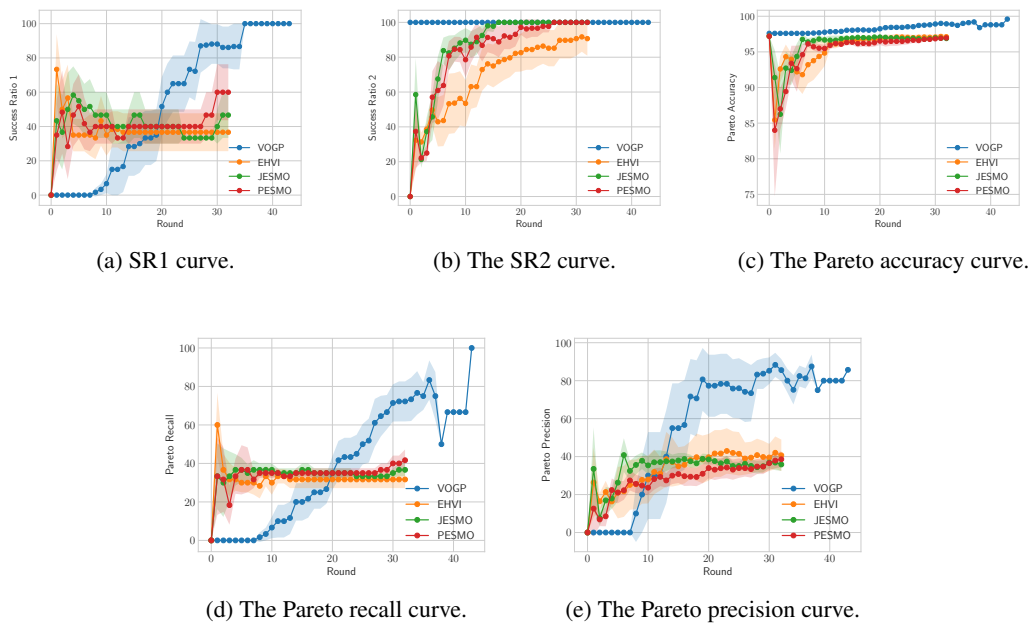 Success Ratio 1
100
80
60
40
20
0
0 10 20 30 40
Round
VOGP
EHVI
JESMO
PESMO
(a) SR1 curve.
Success Ratio 2
100
80
60
40
20
0
0 10 20 30 40
Round
VOGP
EHVI
JESMO
PESMO
(b) The SR2 curve.
Pareto Accuracy
100
95
90
85
80
75
0 10 20 30 40
Round
VOGP
EHVI
JESMO
PESMO
(c) The Pareto accuracy curve.
Pareto Recall
100
80
60
40
20
0
0 10 20 30 40
Round
VOGP
EHVI
JESMO
PESMO
(d) The Pareto recall curve.
Pareto Precision
100
80
60
40
20
0
0 10 20 30 40
Round
VOGP
EHVI
JESMO
PESMO
(e) The Pareto precision curve.